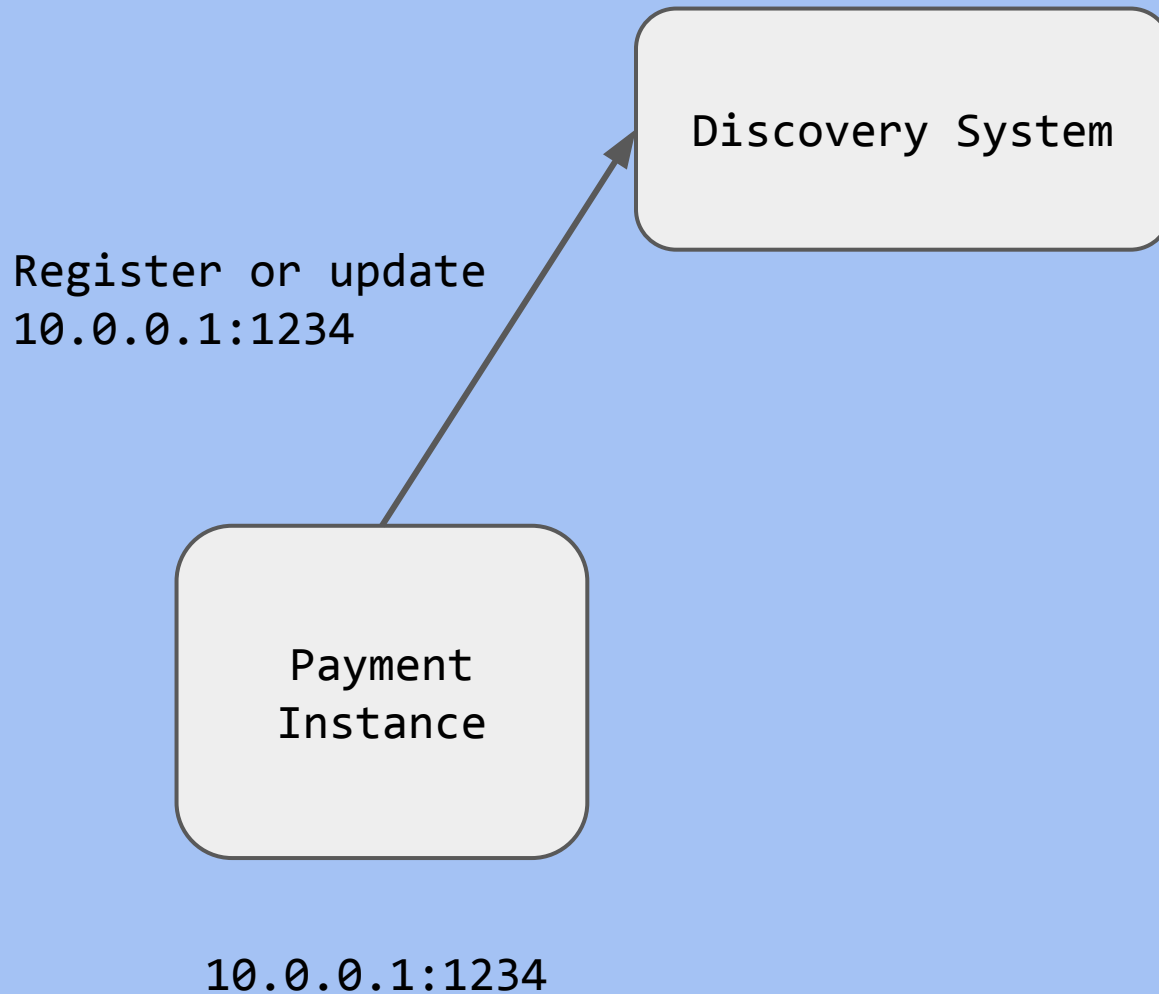 Discovery System
Register or update
10.0.0.1:1234
Payment
Instance
10.0.0.1:1234